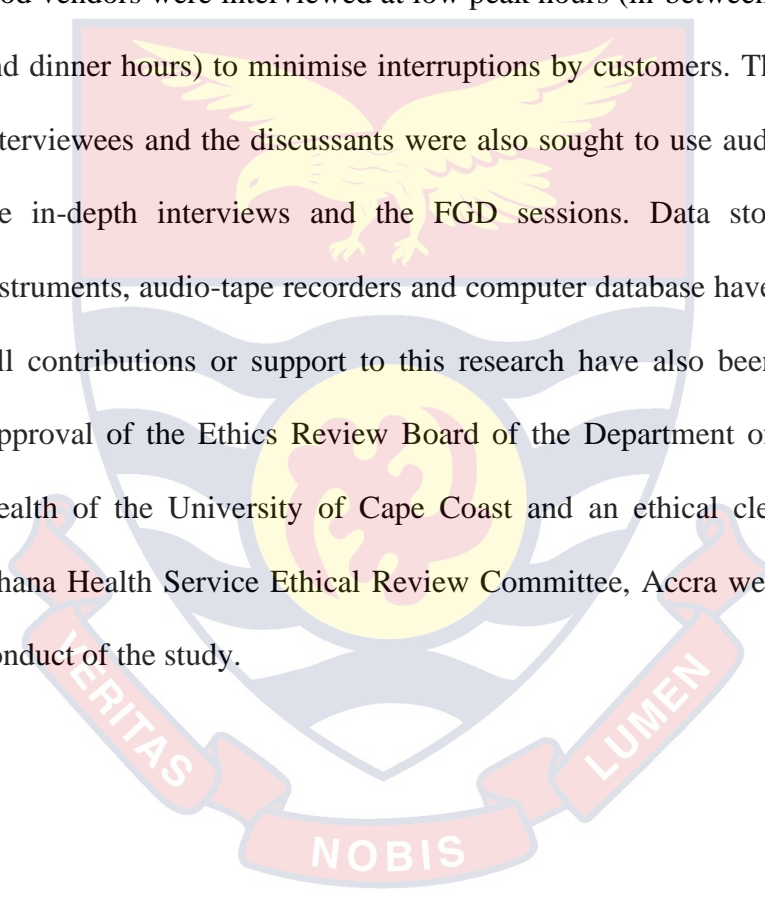 od vendors were interviewed at low peak hours (in-between
nd dinner hours) to minimise interruptions by customers. Th
terviewees and the discussants were also sought to use aud
e in-depth interviews and the FGD sessions. Data sto
struments, audio-tape recorders and computer database have
ll contributions or support to this research have also been
pproval of the Ethics Review Board of the Department of
ealth of the University of Cape Coast and an ethical cle
hana Health Service Ethical Review Committee, Accra we
onduct of the study.
VERITAS
NOBIS
LUMEN